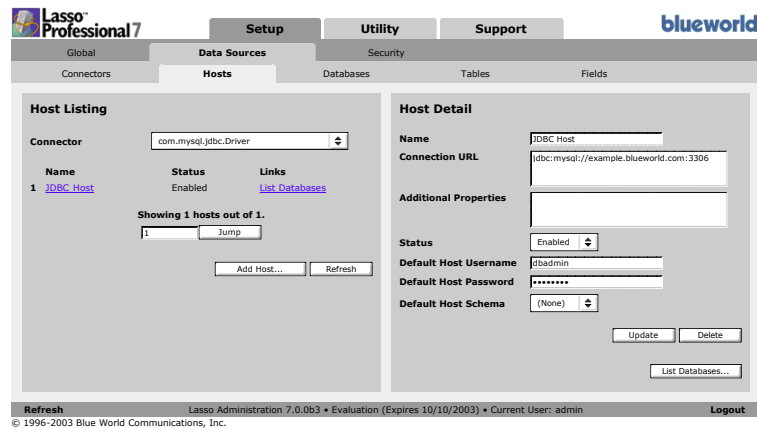 Lasso™
Professional 7
Setup
Utility
Support
blueworld
Global
Data Sources
Security
Connectors
Hosts
Databases
Tables
Fields
Host Listing
Connector
com.mysql.jdbc.Driver
Name Status Links
1 JDBC Host Enabled List Databases
Showing 1 hosts out of 1.
1 Jump
Add Host... Refresh
Host Detail
Name JDBC Host
Connection URL jdbc:mysql://example.blueworld.com:3306
Additional Properties
Status Enabled
Default Host Username dbadmin
Default Host Password ••••••••
Default Host Schema (None)
Update Delete
List Databases...
Refresh Lasso Administration 7.0.0b3 • Evaluation (Expires 10/10/2003) • Current User: admin Logout
© 1996-2003 Blue World Communications, Inc.